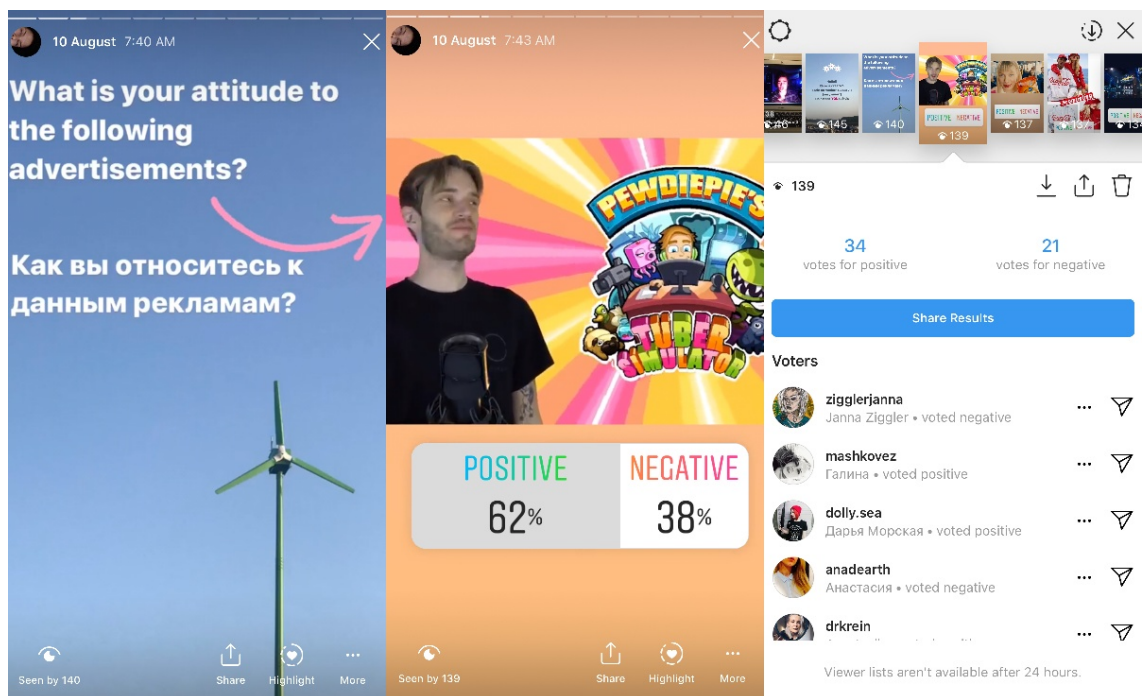 10 August 7:40 AM
What is your attitude to
the following
advertisements?
Как вы относитесь к
данным рекламам?
Seen by 140
Share
Highlight
More
10 August 7:43 AM
PEWDIEPIE'S
TUBER
SIMULATOR
POSITIVE
NEGATIVE
62%
38%
Seen by 139
Share
Highlight
More
145
140
139
137
POSITIVE NEGATIVE
139
34
votes for positive
21
votes for negative
Share Results
Voters
zigglerjanna
Janna Ziggler • voted negative
mashkovez
Галина • voted positive
dolly.sea
Дарья Морская • voted positive
anadearth
Анастасия • voted negative
drkrein
Viewer lists aren't available after 24 hours.